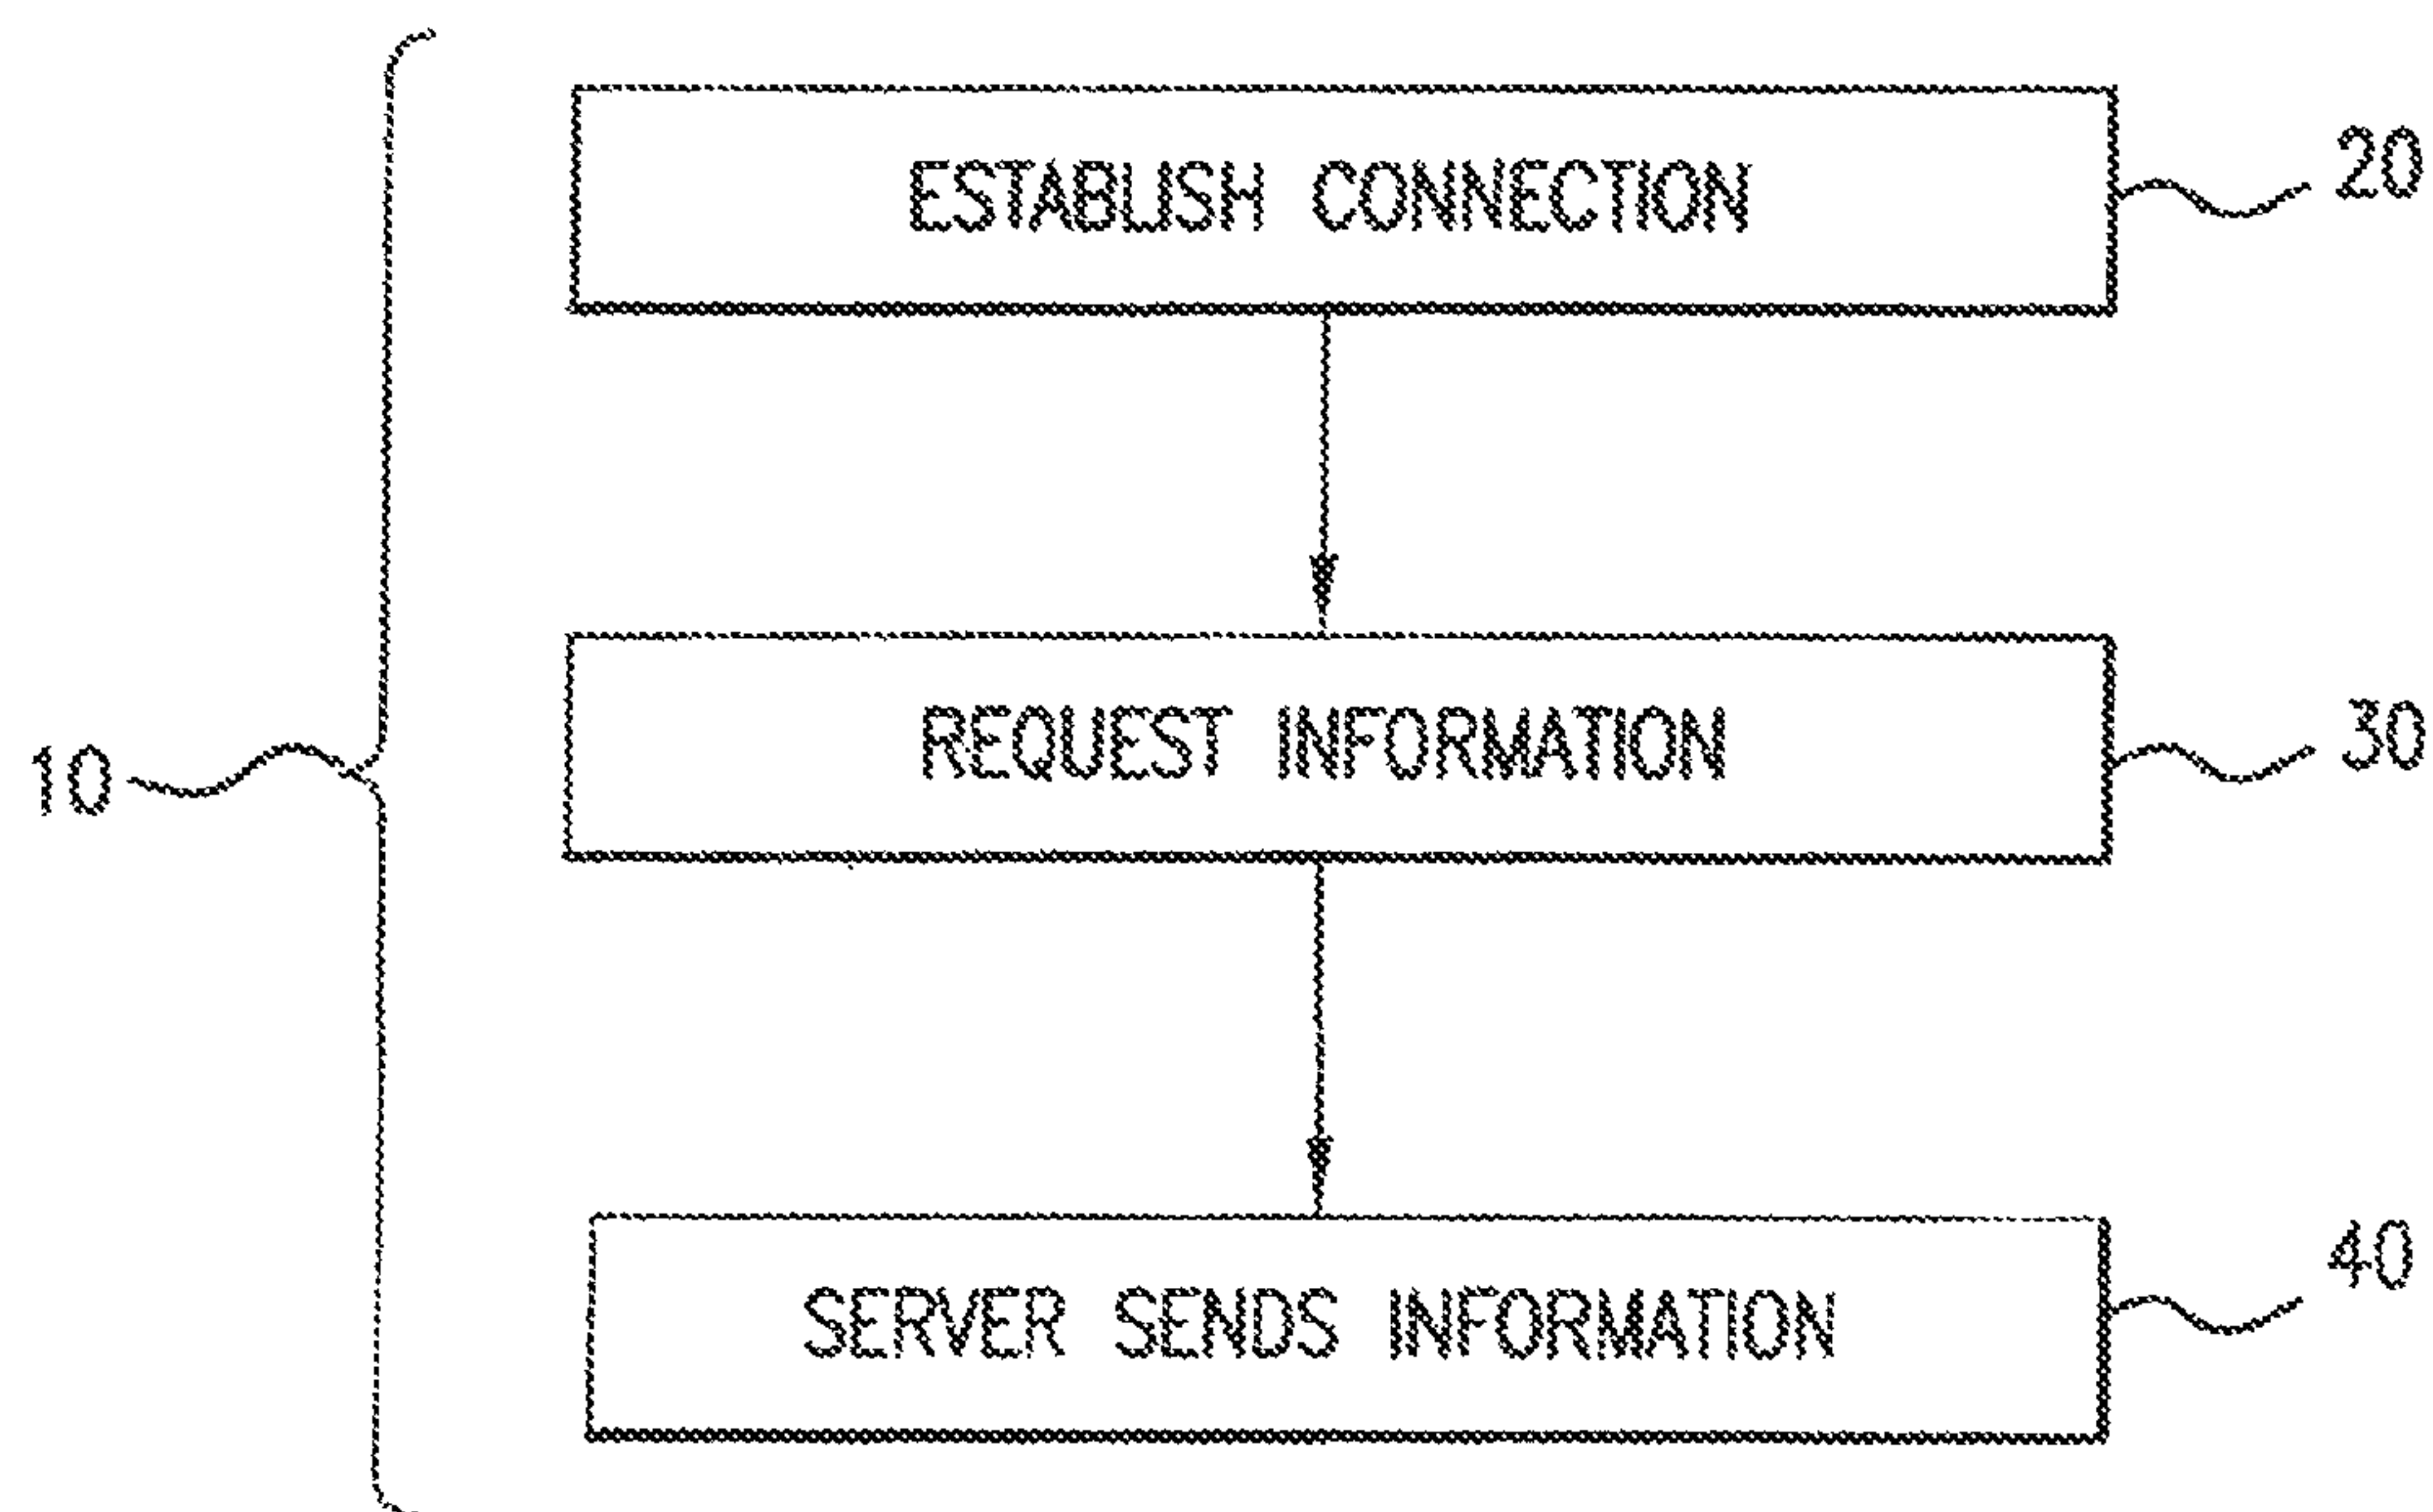 ESTABLISH CONNECTION
20
REQUEST INFORMATION
30
10
SERVER SENDS INFORMATION
40